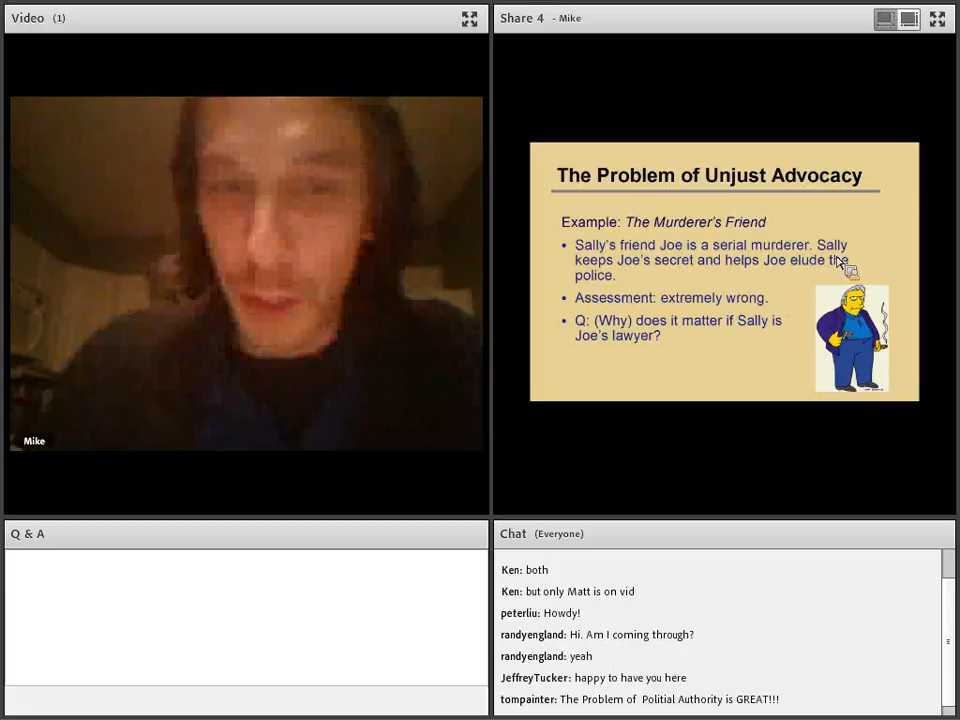 Video (1)
Mike
Share 4 - Mike
The Problem of Unjust Advocacy
Example: The Murderer's Friend
• Sally's friend Joe is a serial murderer. Sally
keeps Joe's secret and helps Joe elude the
police.
• Assessment: extremely wrong.
• Q: (Why) does it matter if Sally is
Joe's lawyer?
Q & A
Chat (Everyone)
Ken: both
Ken: but only Matt is on vid
peterliu: Howdy!
randyengland: Hi. Am I coming through?
randyengland: yeah
JeffreyTucker: happy to have you here
tompainter: The Problem of Politial Authority is GREAT!!!